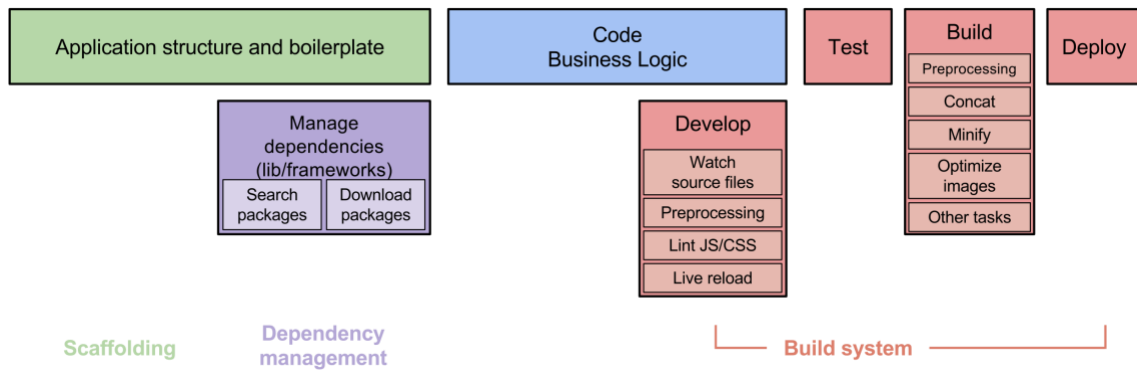 Application structure and boilerplate
Code
Business Logic
Test
Build
Preprocessing
Concat
Minify
Optimize
images
Other tasks
Deploy
Manage
dependencies
(lib/frameworks)
Search
packages
Download
packages
Develop
Watch
source files
Preprocessing
Lint JS/CSS
Live reload
Scaffolding
Dependency
management
Build system